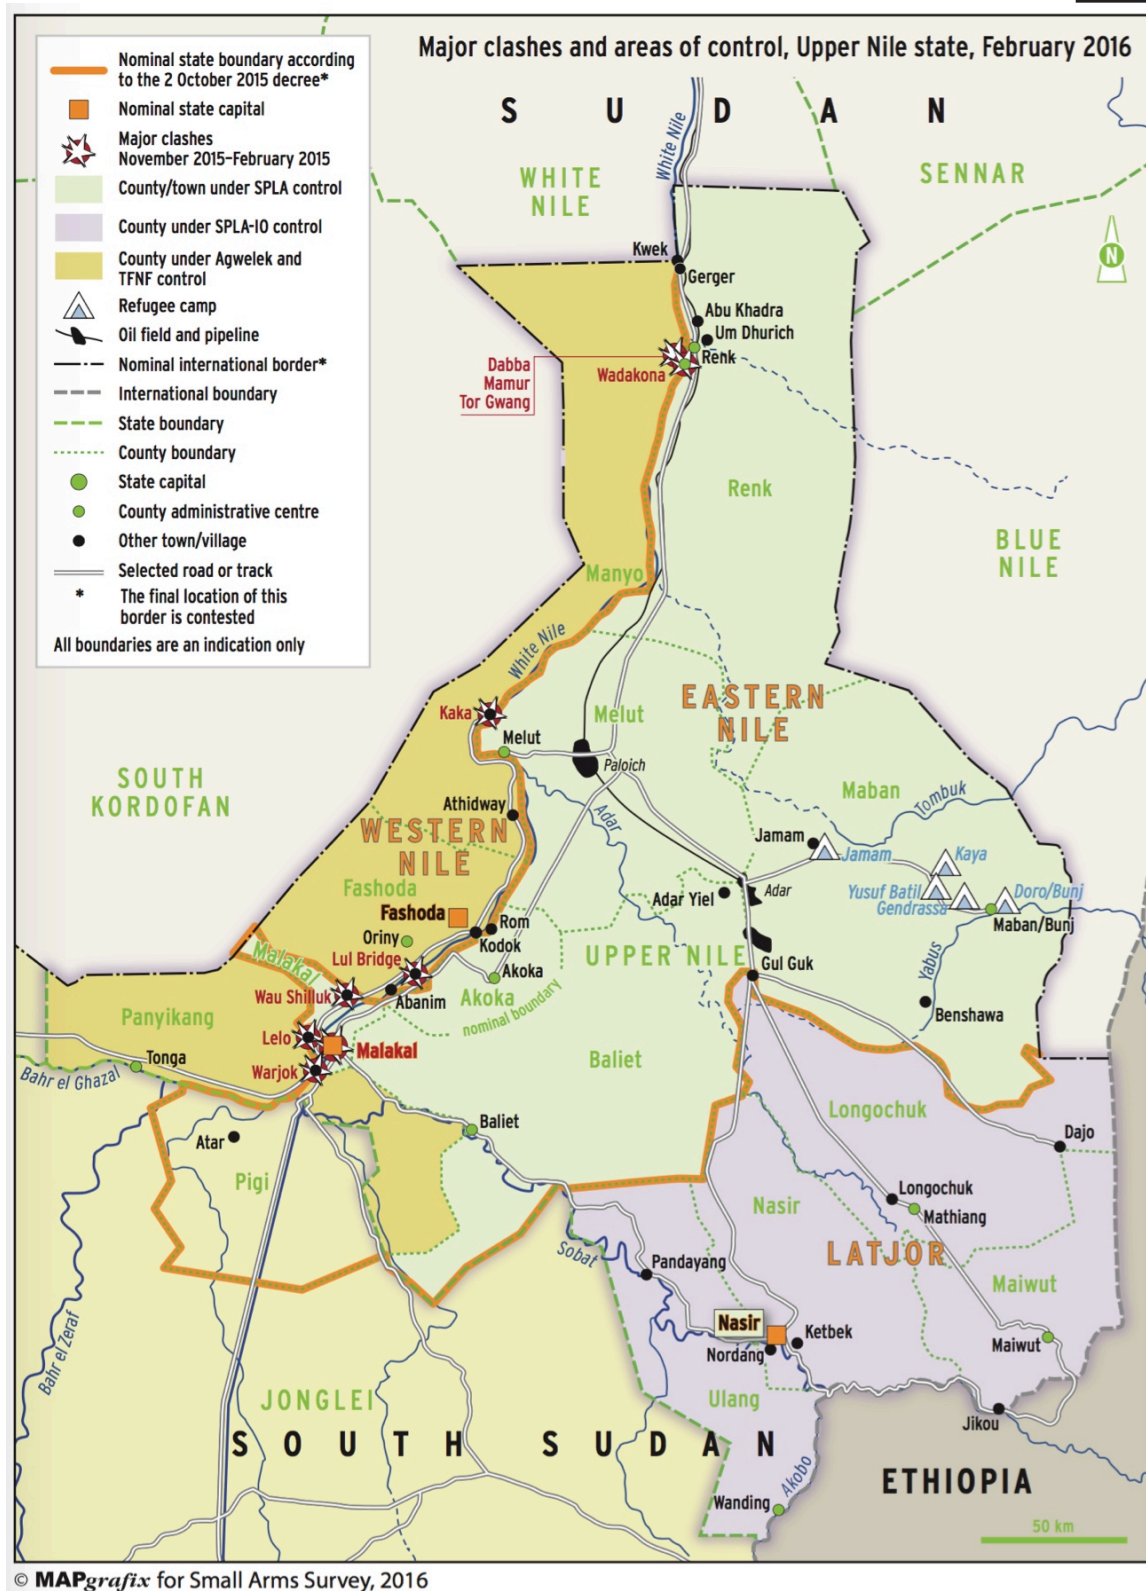 Major clashes and areas of control, Upper Nile state, February 2016
Nominal state boundary according
to the 2 October 2015 decree*
Nominal state capital
Major clashes
November 2015–February 2015
County/town under SPLA control
County under SPLA-IO control
County under Agwelek and
TFNF control
Refugee camp
Oil field and pipeline
Nominal international border*
International boundary
State boundary
County boundary
State capital
County administrative centre
Other town/village
Selected road or track
* The final location of this
border is contested
All boundaries are an indication only
SUDAN
White Nile
WHITE
NILE
SENNAR
N
Kwek
Gerger
Abu Khadra
Um Dhurich
Renk
Dabba
Mamur
Tor Gwang
Wadakona
Renk
BLUE
NILE
Manyo
White Nile
EASTERN
NILE
Kaka
Melut
Melut
Paloich
SOUTH
KORDOFAN
Maban
Tombuk
Athidway
Adar
WESTERN
NILE
Jamam
Jamam
Kaya
Fashoda
Adar Yiel
Adar
Yusuf Batil
Gendrassa
Doro/Bunj
Maban/Bunj
Fashoda
Rom
Kodok
Oriny
Lul Bridge
Malakal
UPPER NILE
Gul Guk
Yabus
Akoka
Akoka
Wau Shilluk
Abanim
nominal boundary
Benshawa
Panyikang
Lelo
Malakal
Baliet
Tonga
Bahr el Ghazal
Warjok
Longochuk
Baliet
Atar
Dajo
Pigi
Longochuk
Mathiang
Nasir
LATJOR
Sobat
Pandayang
Maiwut
Nasir
Ketbek
Maiwut
Nordang
Bahr el Zeraf
Ulang
JONGLEI
Jikou
SOUTH SUDAN
Akobo
ETHIOPIA
Wanding
50 km
© MAPgrafix for Small Arms Survey, 2016